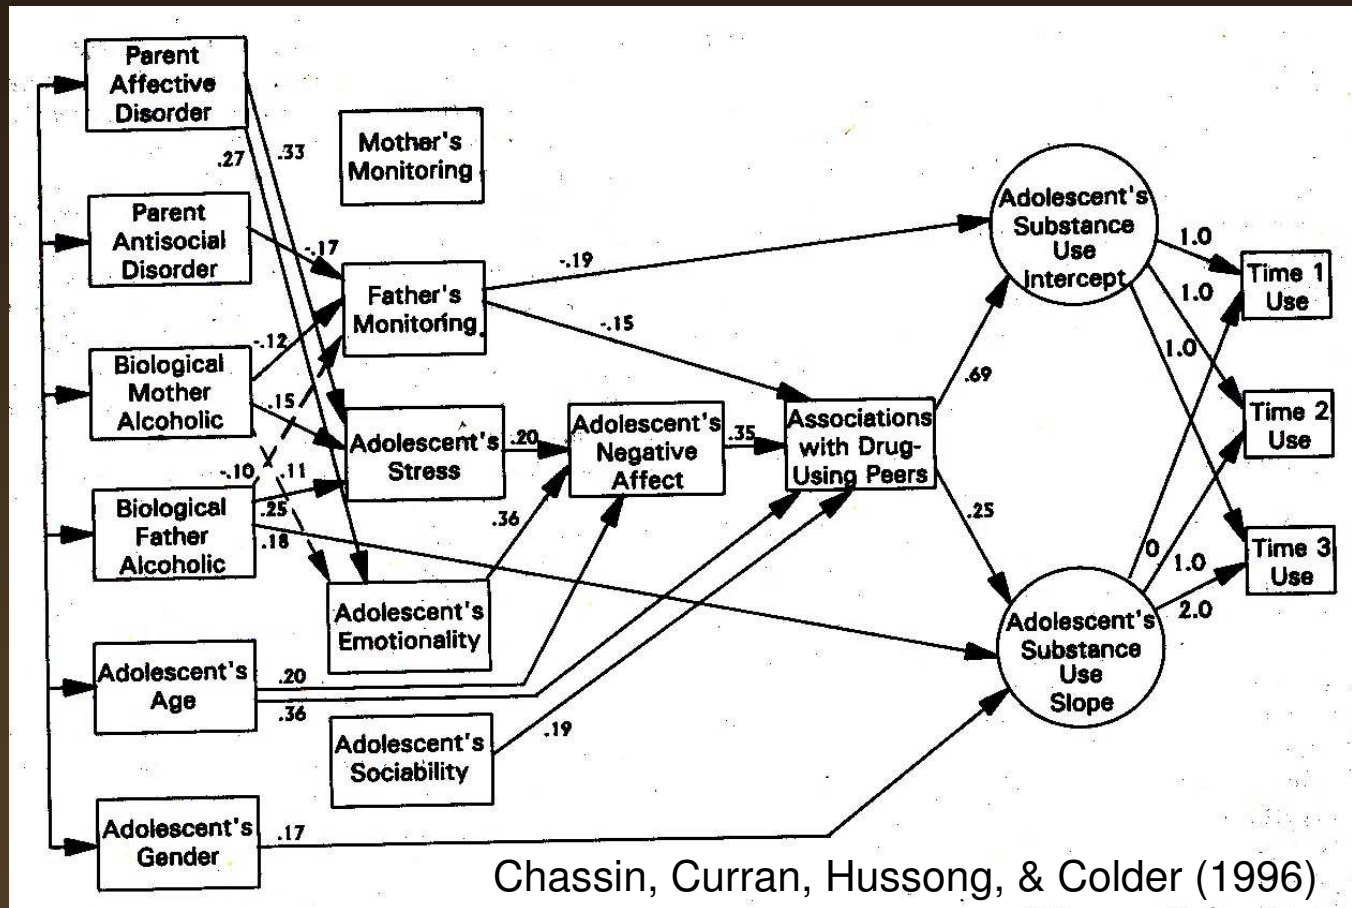 Parent
Affective
Disorder
.27
.33
Mother's
Monitoring
Parent
Antisocial
Disorder
-.17
Father's
Monitoring
-.19
-.15
Adolescent's
Substance
Use
Intercept
1.0
1.0
1.0
Time 1
Use
Biological
Mother
Alcoholic
-.12
.15
Adolescent's
Stress
.20
Adolescent's
Negative
Affect
.35
Associations
with Drug-
Using Peers
.69
.25
Time 2
Use
-.10
.11
Biological
Father
Alcoholic
.25
.18
.36
0
1.0
2.0
Time 3
Use
Adolescent's
Emotionality
Adolescent's
Substance
Use
Slope
Adolescent's
Age
.20
.36
Adolescent's
Sociability
.19
Adolescent's
Gender
.17
Chassin, Curran, Hussong, & Colder (1996)